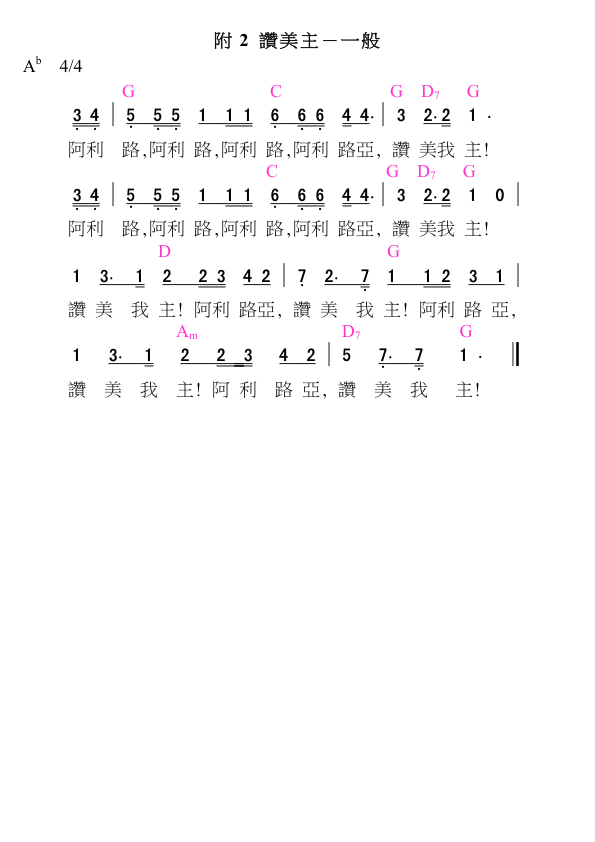 附 2 讚美主－一般
A♭ 4/4
G C G D7 G
3 4 | 5 5 5 1 1 1 6 6 6 4 4. | 3 2. 2 1 .
阿利 路,阿利 路,阿利 路,阿利 路亞, 讚 美我 主!
C G D7 G
3 4 | 5 5 5 1 1 1 6 6 6 4 4. | 3 2. 2 1 0 |
阿利 路,阿利 路,阿利 路,阿利 路亞, 讚 美我 主!
D G
1 3. 1 2 2 3 4 2 | 7 2. 7 1 1 2 3 1 |
讚 美 我 主! 阿利 路亞, 讚 美 我 主! 阿利 路 亞,
Am D7 G
1 3. 1 2 2 3 4 2 | 5 7. 7 1 . ||
讚 美 我 主! 阿 利 路 亞, 讚 美 我 主!